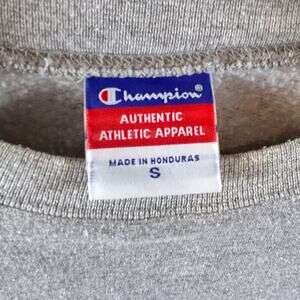 Champion®
AUTHENTIC
ATHLETIC APPAREL
MADE IN HONDURAS
S